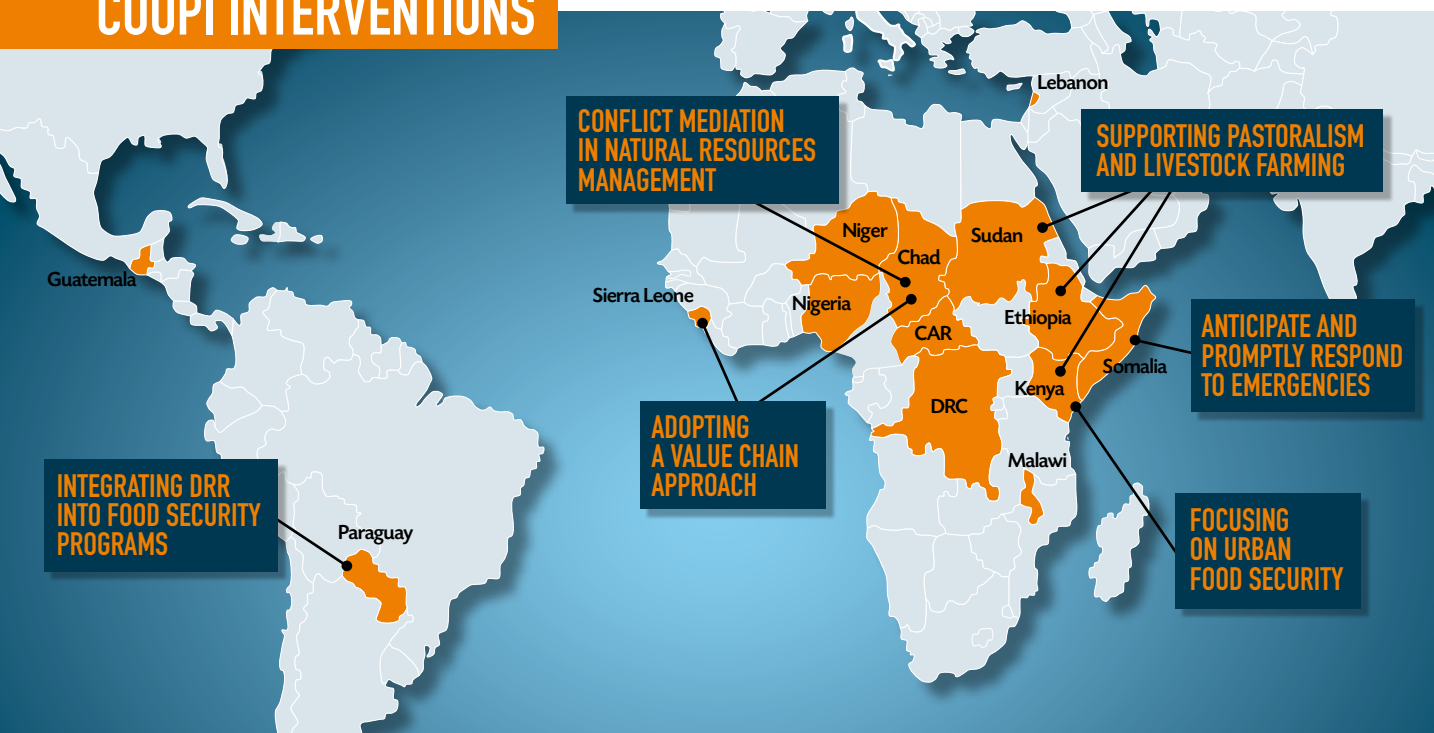 COOPI INTERVENTIONS
Lebanon
CONFLICT MEDIATION
IN NATURAL RESOURCES
MANAGEMENT
SUPPORTING PASTORALISM
AND LIVESTOCK FARMING
Niger
Chad
Sudan
Guatemala
Sierra Leone
Nigeria
CAR
Ethiopia
Somalia
Kenya
DRC
Malawi
ANTICIPATE AND
PROMPTLY RESPOND
TO EMERGENCIES
ADOPTING
A VALUE CHAIN
APPROACH
INTEGRATING DRR
INTO FOOD SECURITY
PROGRAMS
Paraguay
FOCUSING
ON URBAN
FOOD SECURITY